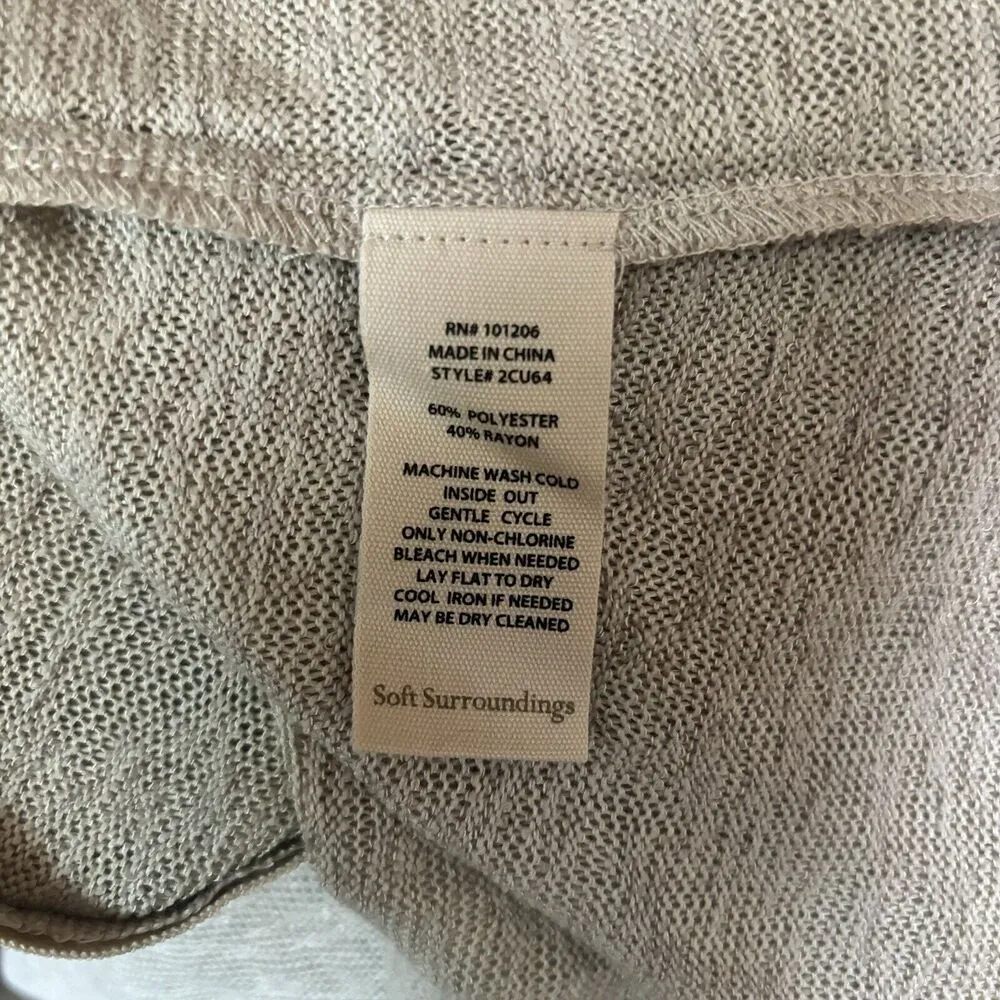 RN# 101206
MADE IN CHINA
STYLE# 2CU64
60% POLYESTER
40% RAYON
MACHINE WASH COLD
INSIDE OUT
GENTLE CYCLE
ONLY NON-CHLORINE
BLEACH WHEN NEEDED
LAY FLAT TO DRY
COOL IRON IF NEEDED
MAY BE DRY CLEANED
Soft Surroundings